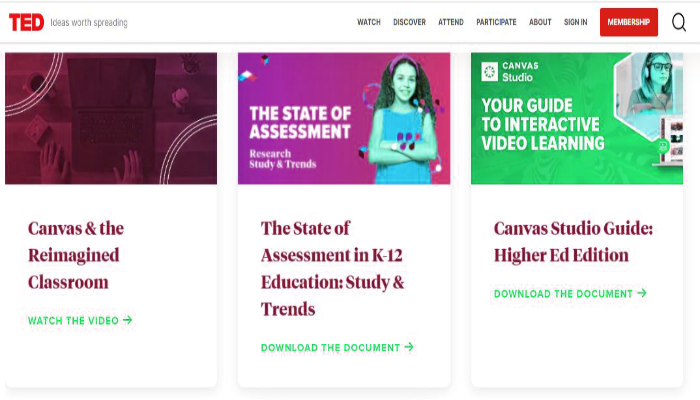 TED Ideas worth spreading
WATCH DISCOVER ATTEND PARTICIPATE ABOUT SIGN IN MEMBERSHIP
THE STATE OF
ASSESSMENT
Research
Study & Trends
CANVAS
Studio
YOUR GUIDE
TO INTERACTIVE
VIDEO LEARNING
Canvas & the
Reimagined
Classroom
WATCH THE VIDEO →
The State of
Assessment in K-12
Education: Study &
Trends
DOWNLOAD THE DOCUMENT →
Canvas Studio Guide:
Higher Ed Edition
DOWNLOAD THE DOCUMENT →